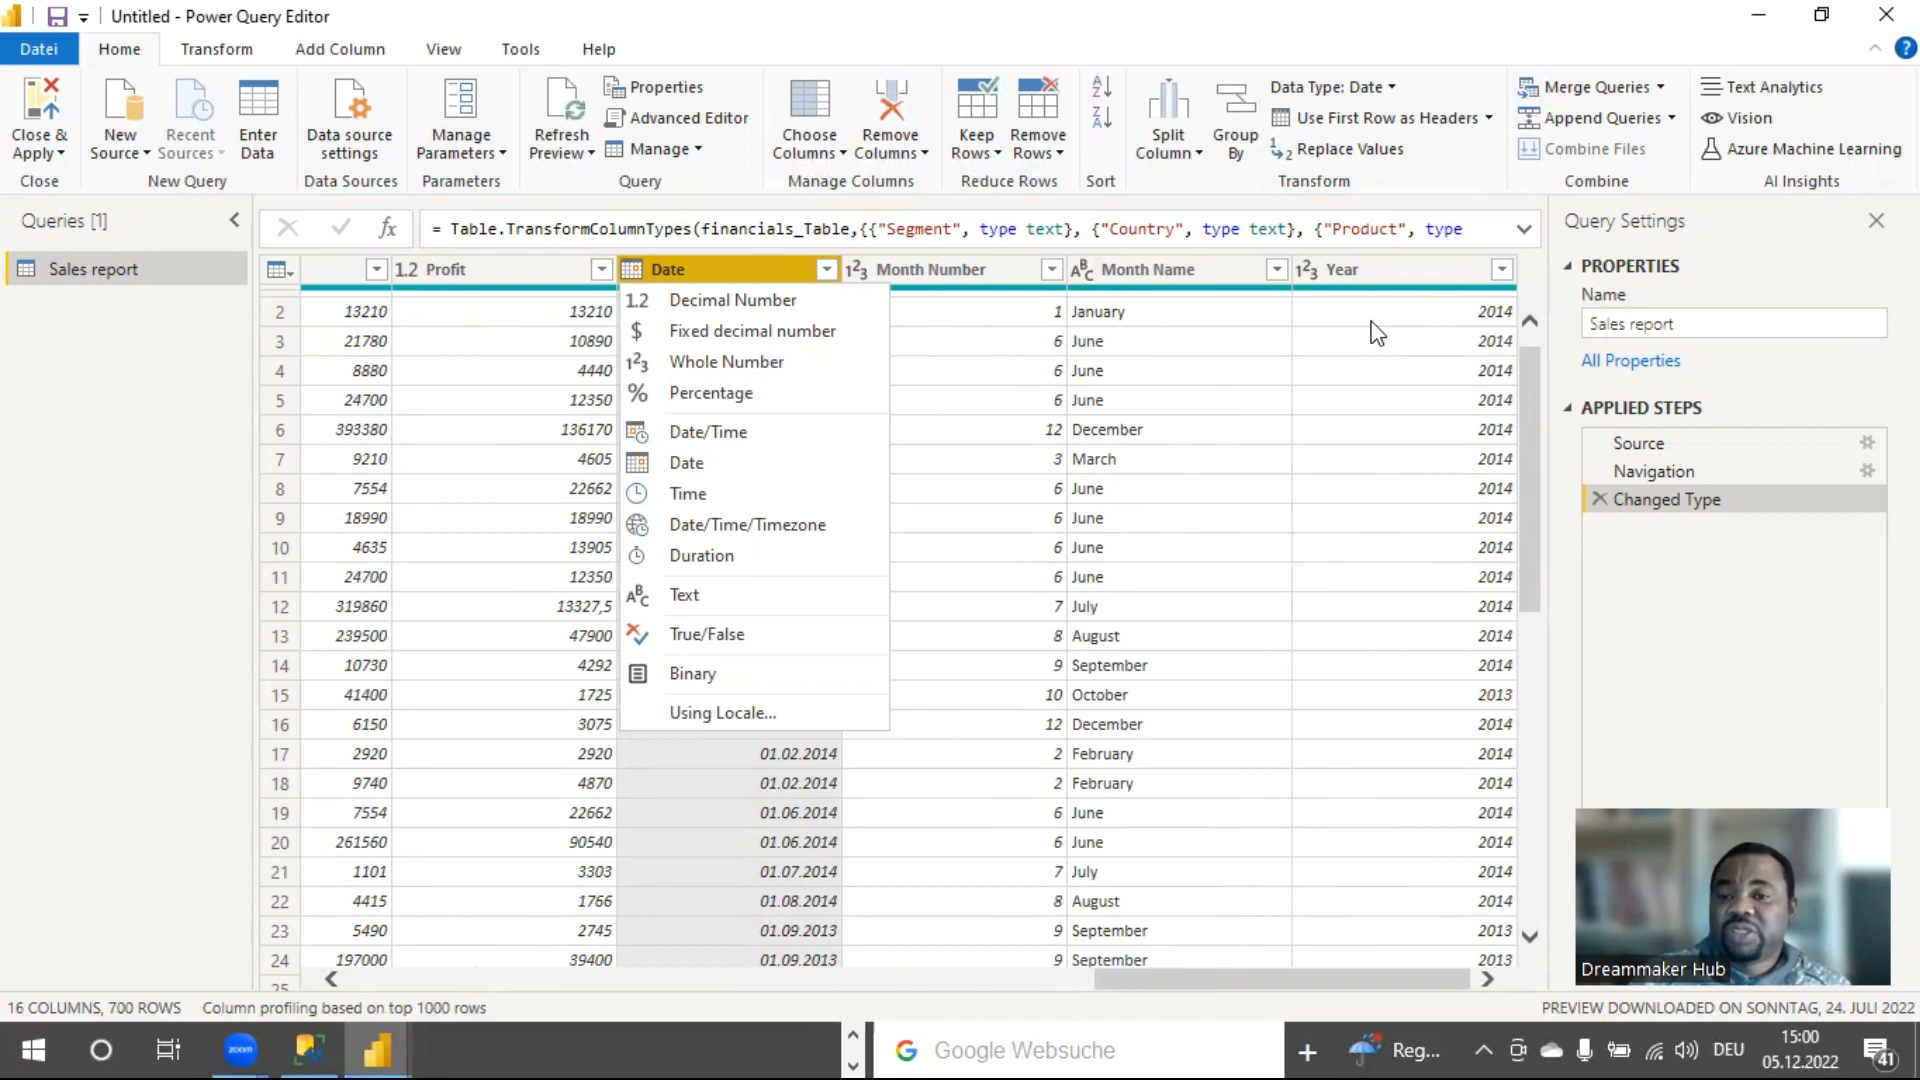 Untitled - Power Query Editor
Datei
Home
Transform
Add Column
View
Tools
Help
Close & Apply
New Source
Recent Sources
Enter Data
Data source settings
Manage Parameters
Refresh Preview
Properties
Advanced Editor
Manage
Choose Columns
Remove Columns
Keep Rows
Remove Rows
Split Column
Group By
Data Type: Date
Use First Row as Headers
Replace Values
Merge Queries
Append Queries
Combine Files
Text Analytics
Vision
Azure Machine Learning
Close
New Query
Data Sources
Parameters
Query
Manage Columns
Reduce Rows
Sort
Transform
Combine
AI Insights
Queries [1]
Sales report
fx = Table.TransformColumnTypes(financials_Table,{{"Segment", type text}, {"Country", type text}, {"Product", type
1.2 Profit
Date
123 Month Number
ABC Month Name
123 Year
2 13210 13210 1 January 2014
3 21780 10890 6 June 2014
4 8880 4440 6 June 2014
5 24700 12350 6 June 2014
6 393380 136170 12 December 2014
7 9210 4605 3 March 2014
8 7554 22662 6 June 2014
9 18990 18990 6 June 2014
10 4635 13905 6 June 2014
11 24700 12350 6 June 2014
12 319860 13327,5 7 July 2014
13 239500 47900 8 August 2014
14 10730 4292 9 September 2014
15 41400 1725 10 October 2013
16 6150 3075 12 December 2014
17 2920 2920 01.02.2014 2 February 2014
18 9740 4870 01.02.2014 2 February 2014
19 7554 22662 01.06.2014 6 June 2014
20 261560 90540 01.06.2014 6 June 2014
21 1101 3303 01.07.2014 7 July 2014
22 4415 1766 01.08.2014 8 August 2014
23 5490 2745 01.09.2013 9 September 2013
24 197000 39400 01.09.2013 9 September 2013
25
1.2 Decimal Number
$ Fixed decimal number
123 Whole Number
% Percentage
Date/Time
Date
Time
Date/Time/Timezone
Duration
ABC Text
True/False
Binary
Using Locale...
Query Settings
PROPERTIES
Name
Sales report
All Properties
APPLIED STEPS
Source
Navigation
Changed Type
Dreammaker Hub
16 COLUMNS, 700 ROWS
Column profiling based on top 1000 rows
PREVIEW DOWNLOADED ON SONNTAG, 24. JULI 2022
zoom
Google Websuche
Reg...
DEU
15:00
05.12.2022
41